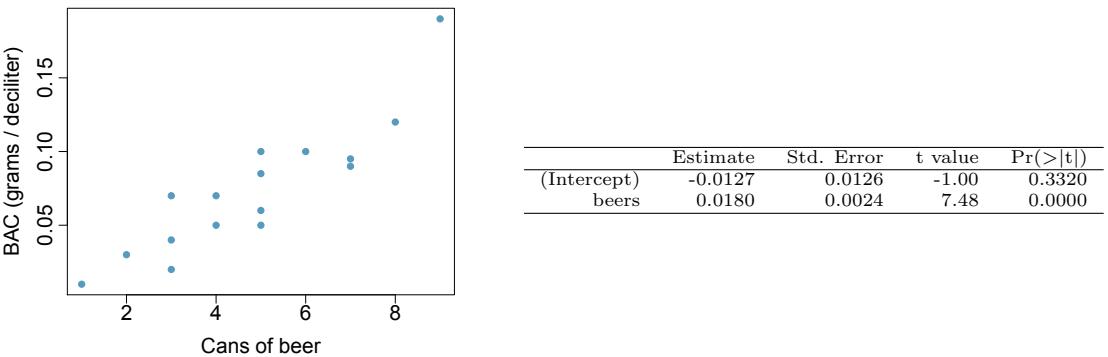 BAC (grams / deciliter)
0.15
0.10
0.05
2 4 6 8
Cans of beer
Estimate Std. Error t value Pr(>|t|)
(Intercept) -0.0127 0.0126 -1.00 0.3320
beers 0.0180 0.0024 7.48 0.0000